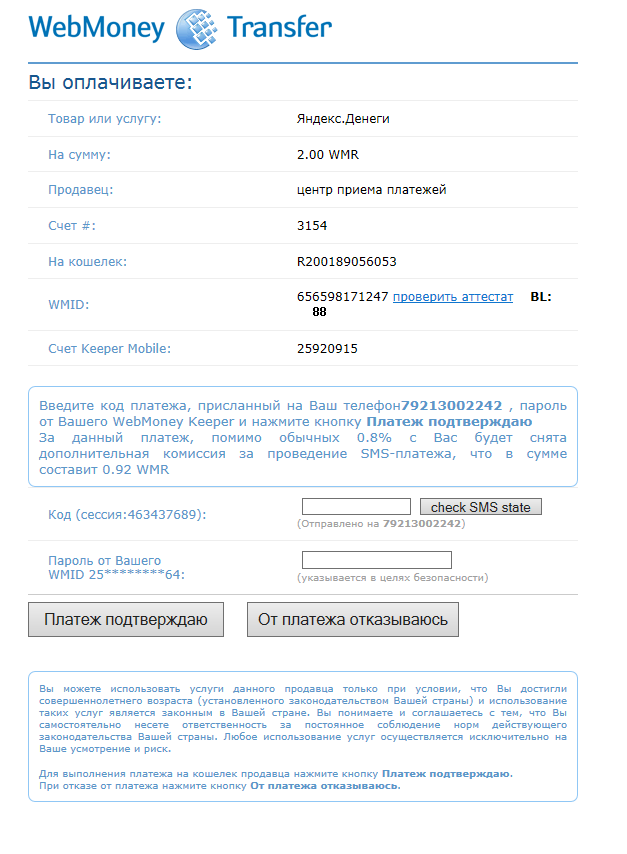 WebMoney Transfer
Вы оплачиваете:
Товар или услугу: Яндекс.Денеги
На сумму: 2.00 WMR
Продавец: центр приема платежей
Счет #: 3154
На кошелек: R200189056053
WMID: 656598171247 проверить аттестат BL:
88
Счет Keeper Mobile: 25920915
Введите код платежа, присланный на Ваш телефон79213002242 , пароль
от Вашего WebMoney Keeper и нажмите кнопку Платеж подтверждаю
За данный платеж, помимо обычных 0.8% с Вас будет снята
дополнительная комиссия за проведение SMS-платежа, что в сумме
составит 0.92 WMR
Код (сессия:463437689): check SMS state
(Отправлено на 79213002242)
Пароль от Вашего
WMID 25********64:
(указывается в целях безопасности)
Платеж подтверждаю От платежа отказываюсь
Вы можете использовать услуги данного продавца только при условии, что Вы достигли
совершеннолетнего возраста (установленного законодательством Вашей страны) и использование
таких услуг является законным в Вашей стране. Вы понимаете и соглашаетесь с тем, что Вы
самостоятельно несете ответственность за постоянное соблюдение норм действующего
законодательства Вашей страны. Любое использование услуг осуществляется исключительно на
Ваше усмотрение и риск.
Для выполнения платежа на кошелек продавца нажмите кнопку Платеж подтверждаю.
При отказе от платежа нажмите кнопку От платежа отказываюсь.